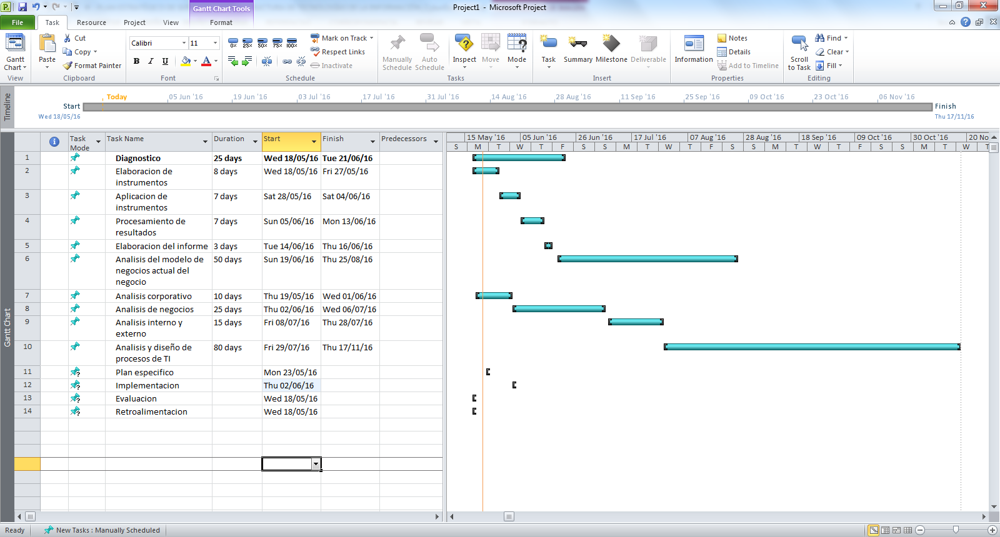 Gantt Chart Tools
Project1 - Microsoft Project
File Task Resource Project View Format
Gantt Chart
View
Paste
Cut
Copy
Format Painter
Clipboard
Calibri 11
B I U A
Font
0% 25% 50% 75% 100%
Mark on Track
Respect Links
Inactivate
Schedule
Manually Schedule
Auto Schedule
Inspect
Move
Mode
Tasks
Task
Summary
Milestone
Deliverable
Insert
Information
Notes
Details
Add to Timeline
Properties
Scroll to Task
Find
Clear
Fill
Editing
Timeline
Today 05 Jun '16 19 Jun '16 03 Jul '16 17 Jul '16 31 Jul '16 14 Aug '16 28 Aug '16 11 Sep '16 25 Sep '16 09 Oct '16 23 Oct '16 06 Nov '16
Start
Wed 18/05/16
Finish
Thu 17/11/16
Gantt Chart
Task Mode Task Name Duration Start Finish Predecessors
15 May '16 05 Jun '16 26 Jun '16 17 Jul '16 07 Aug '16 28 Aug '16 18 Sep '16 09 Oct '16 30 Oct '16 20 No
S M T W T F S S M T W T F S S M T W T F S S M T W T
1 Diagnostico 25 days Wed 18/05/16 Tue 21/06/16
2 Elaboracion de 8 days Wed 18/05/16 Fri 27/05/16
instrumentos
3 Aplicacion de 7 days Sat 28/05/16 Sat 04/06/16
instrumentos
4 Procesamiento de 7 days Sun 05/06/16 Mon 13/06/16
resultados
5 Elaboracion del informe 3 days Tue 14/06/16 Thu 16/06/16
6 Analisis del modelo de 50 days Sun 19/06/16 Thu 25/08/16
negocios actual del
negocio
7 Analisis corporativo 10 days Thu 19/05/16 Wed 01/06/16
8 Analisis de negocios 25 days Thu 02/06/16 Wed 06/07/16
9 Analisis interno y 15 days Fri 08/07/16 Thu 28/07/16
externo
10 Analisis y diseño de 80 days Fri 29/07/16 Thu 17/11/16
procesos de TI
11 Plan especifico Mon 23/05/16
12 Implementacion Thu 02/06/16
13 Evaluacion Wed 18/05/16
14 Retroalimentacion Wed 18/05/16
Ready New Tasks : Manually Scheduled